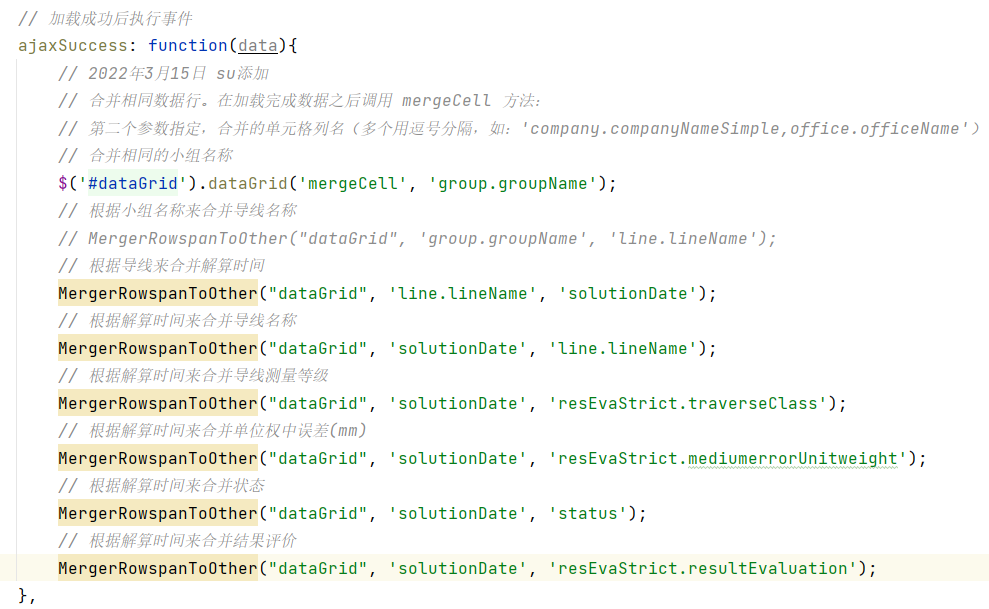 // 加载成功后执行事件
ajaxSuccess: function(data){
// 2022年3月15日 su添加
// 合并相同数据行。在加载完成数据之后调用 mergeCell 方法:
// 第二个参数指定，合并的单元格列名（多个用逗号分隔，如：'company.companyNameSimple,office.officeName'）
// 合并相同的小组名称
$('#dataGrid').dataGrid('mergeCell', 'group.groupName');
// 根据小组名称来合并导线名称
// MergerRowspanToOther("dataGrid", 'group.groupName', 'line.lineName');
// 根据导线来合并解算时间
MergerRowspanToOther("dataGrid", 'line.lineName', 'solutionDate');
// 根据解算时间来合并导线名称
MergerRowspanToOther("dataGrid", 'solutionDate', 'line.lineName');
// 根据解算时间来合并导线测量等级
MergerRowspanToOther("dataGrid", 'solutionDate', 'resEvaStrict.traverseClass');
// 根据解算时间来合并单位权中误差(mm)
MergerRowspanToOther("dataGrid", 'solutionDate', 'resEvaStrict.mediumerrorUnitweight');
// 根据解算时间来合并状态
MergerRowspanToOther("dataGrid", 'solutionDate', 'status');
// 根据解算时间来合并结果评价
MergerRowspanToOther("dataGrid", 'solutionDate', 'resEvaStrict.resultEvaluation');
},